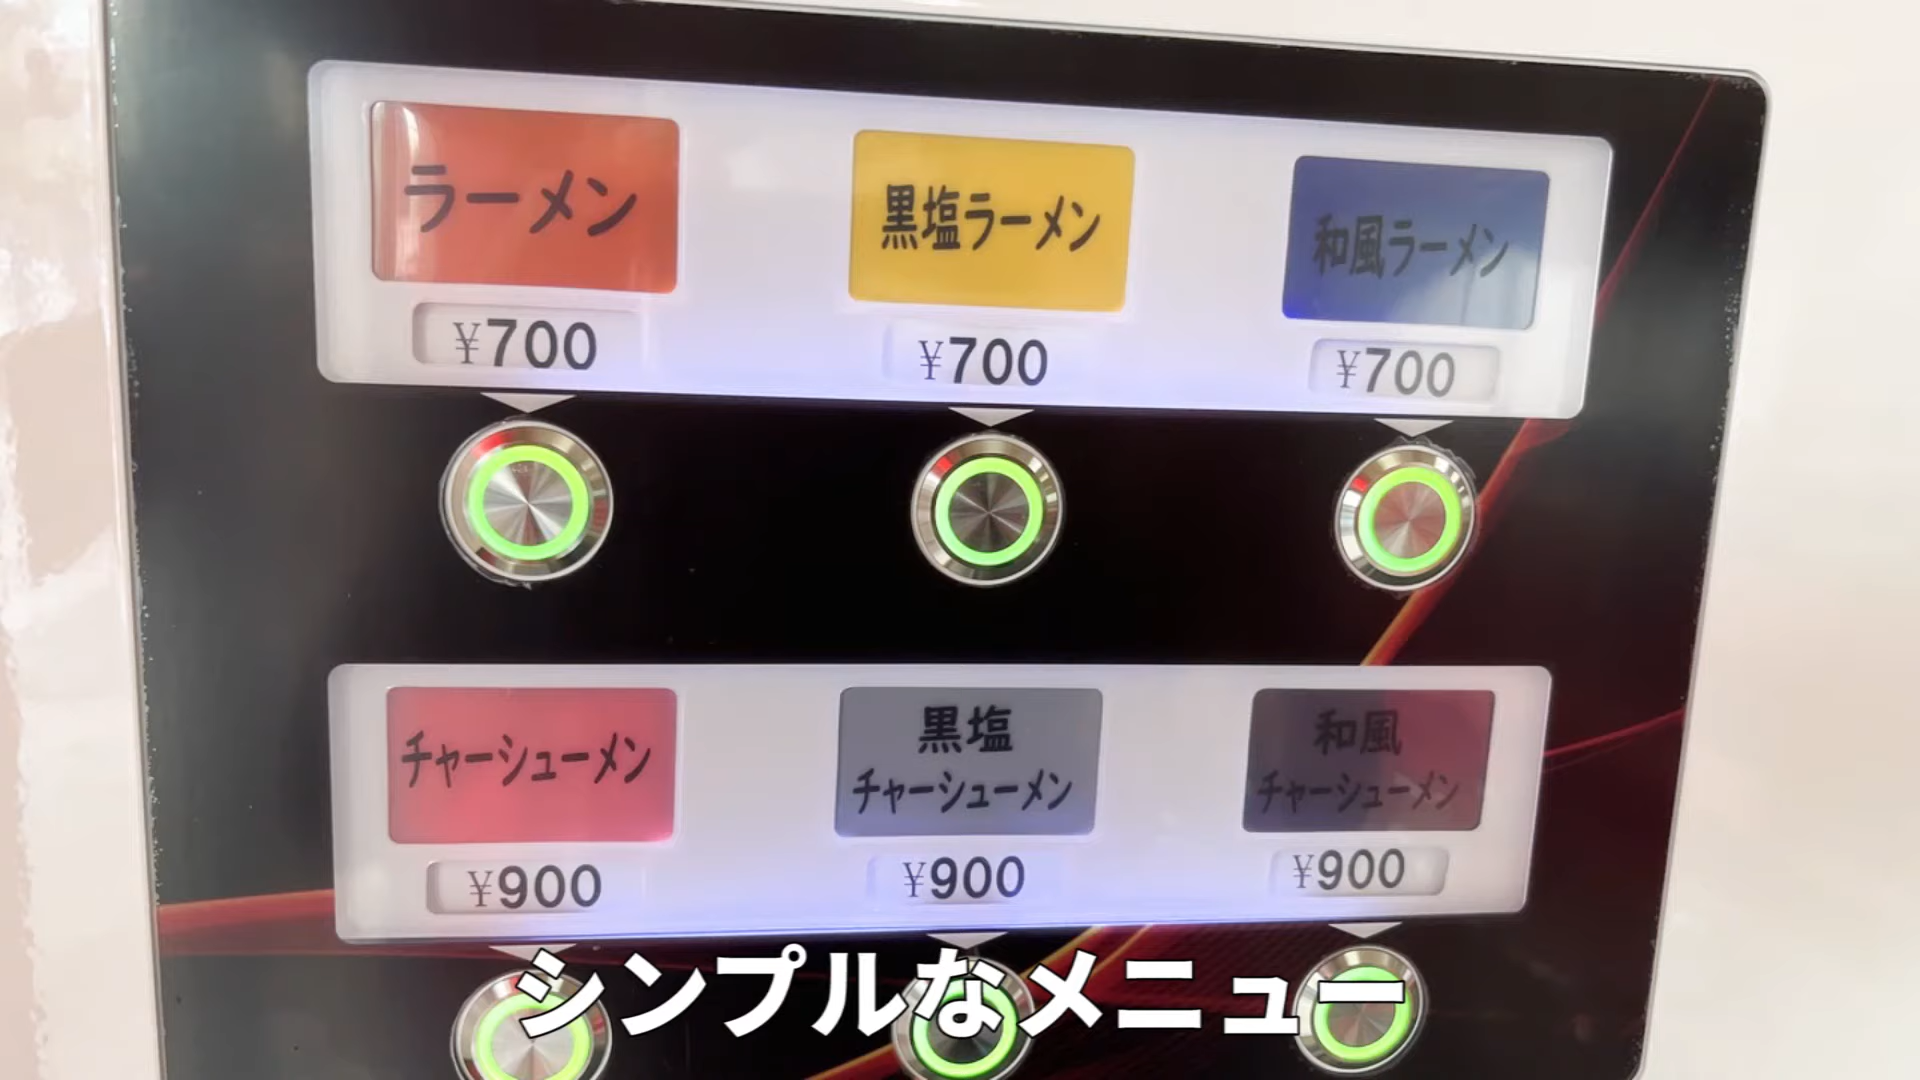 ラーメン
黒塩ラーメン
和風ラーメン
¥700
¥700
¥700
チャーシューメン
黒塩
チャーシューメン
和風
チャーシューメン
¥900
¥900
¥900
シンプルなメニュー